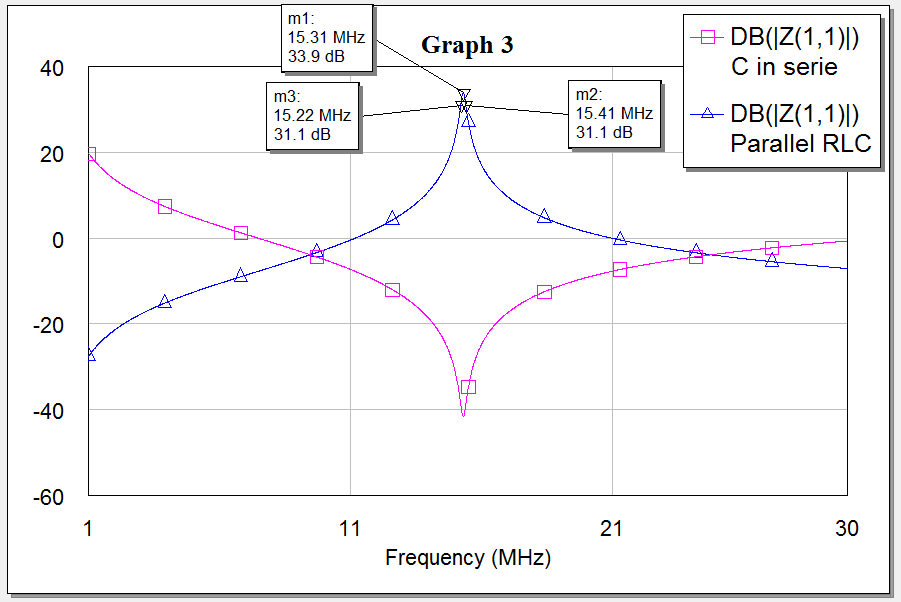 m1:
15.31 MHz
33.9 dB
Graph 3
DB(|Z(1,1)|)
C in serie
DB(|Z(1,1)|)
Parallel RLC
m3:
15.22 MHz
31.1 dB
m2:
15.41 MHz
31.1 dB
40
20
0
-20
-40
-60
1
11
21
30
Frequency (MHz)